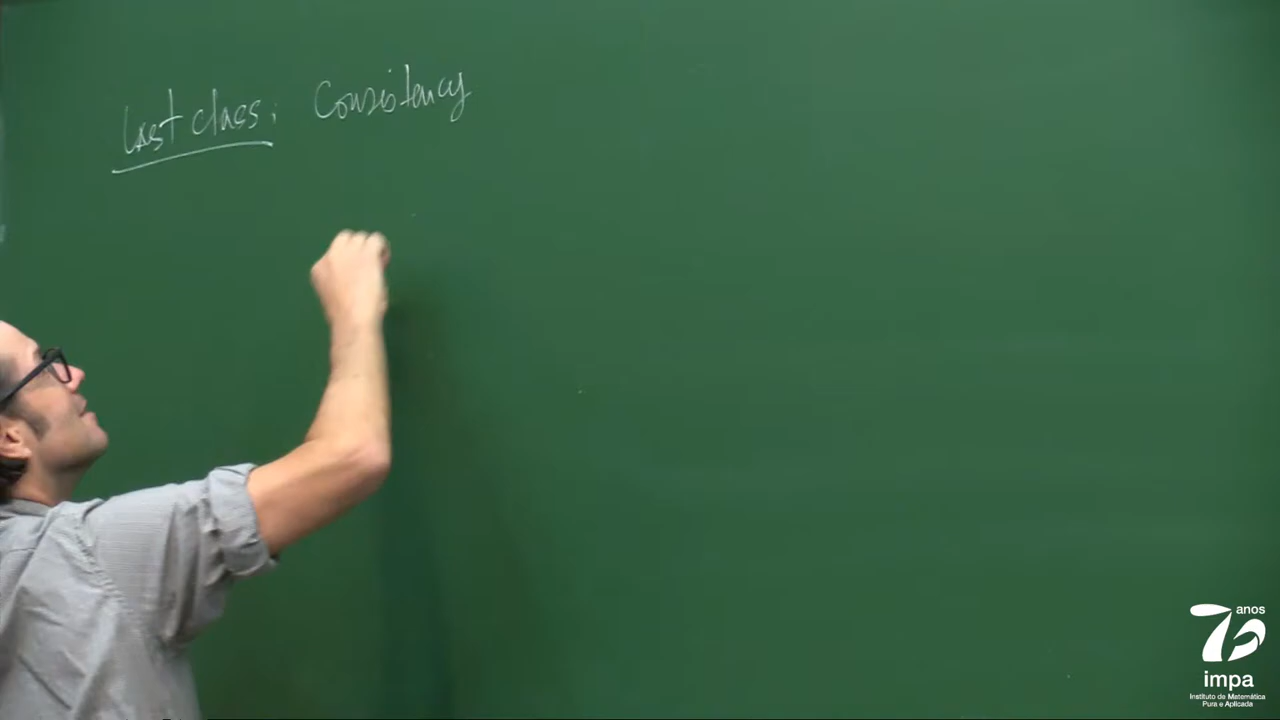 Last class: Consistency
75 anos
impa
Instituto de Matemática
Pura e Aplicada